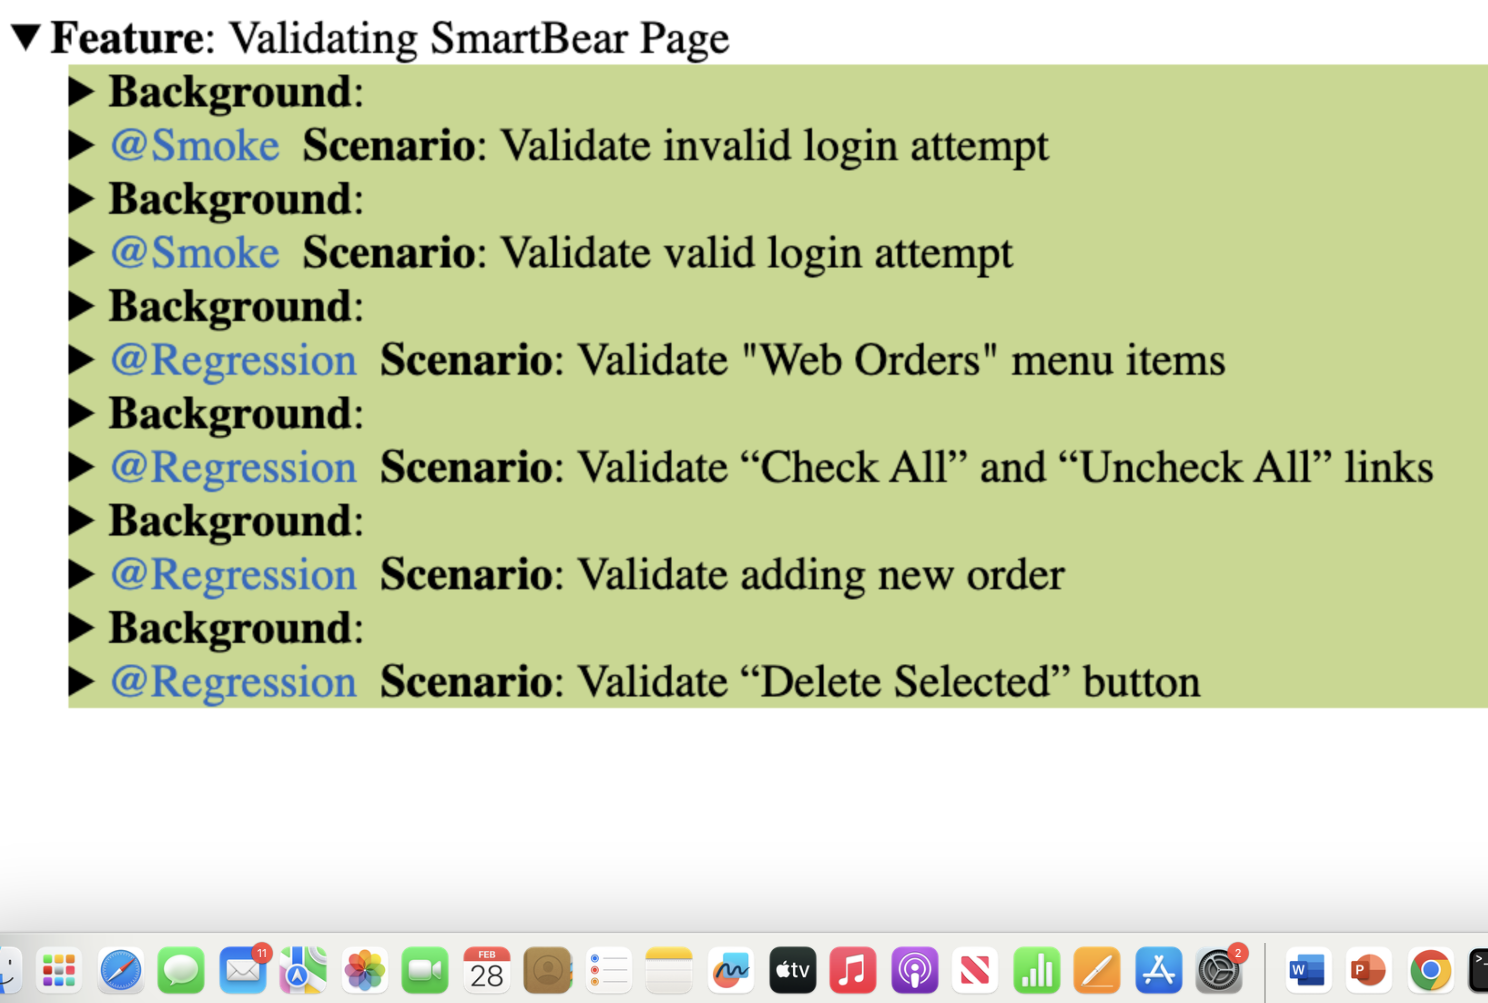 Feature: Validating SmartBear Page
Background:
@Smoke Scenario: Validate invalid login attempt
Background:
@Smoke Scenario: Validate valid login attempt
Background:
@Regression Scenario: Validate "Web Orders" menu items
Background:
@Regression Scenario: Validate “Check All” and “Uncheck All” links
Background:
@Regression Scenario: Validate adding new order
Background:
@Regression Scenario: Validate “Delete Selected” button
11
FEB
28
tv
2
W
P
>_